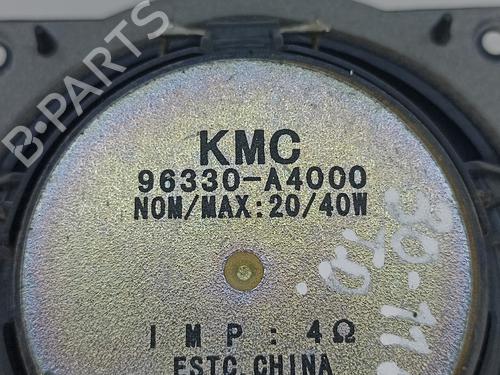 B-PARTS
KMC
96330-A4000
NOM/MAX:20/40W
IMP: 4Ω
ESTC.CHINA